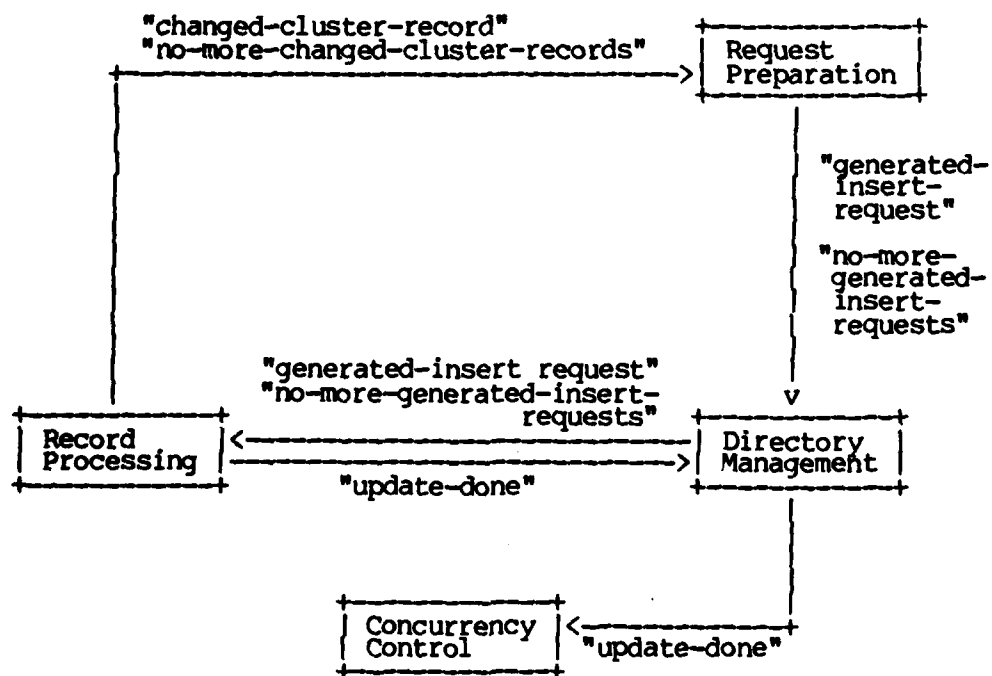 "changed-cluster-record"
"no-more-changed-cluster-records"
Request
Preparation
"generated-
insert-
request"
"no-more-
generated-
insert-
requests"
"generated-insert request"
"no-more-generated-insert-
requests"
Record
Processing
Directory
Management
"update-done"
Concurrency
Control
"update-done"